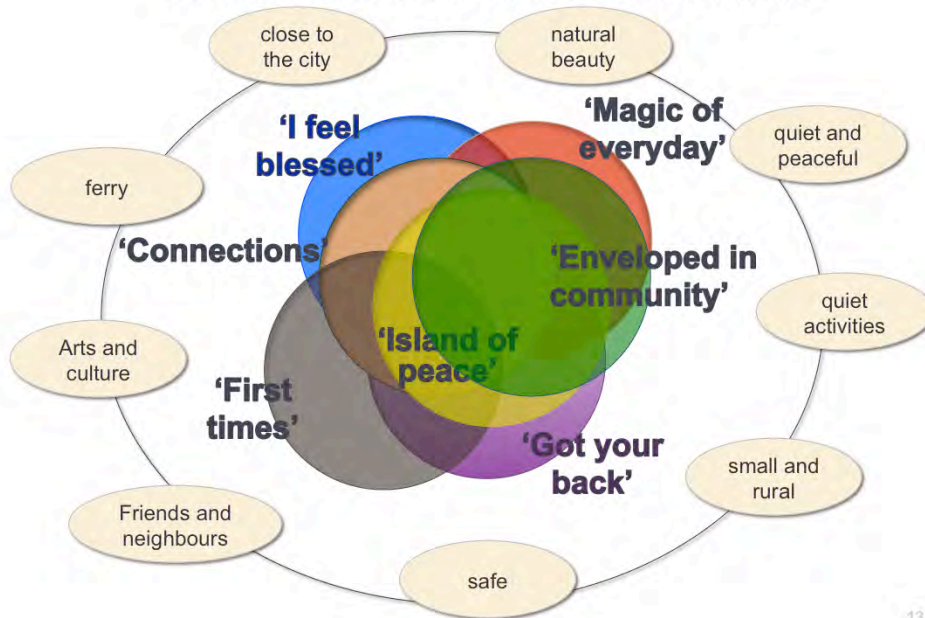 close to
the city
natural
beauty
'I feel
blessed'
'Magic of
everyday'
quiet and
peaceful
ferry
'Connections'
'Enveloped in
community'
quiet
activities
Arts and
culture
'Island of
peace'
'First
times'
'Got your
back'
small and
rural
Friends and
neighbours
safe
13